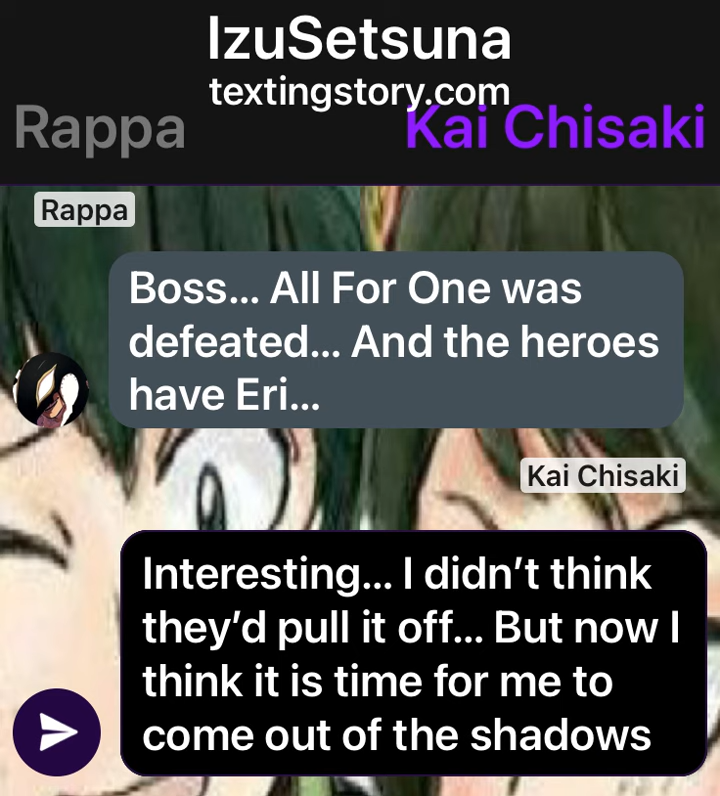 IzuSetsuna
textingstory.com
Rappa
Kai Chisaki
Rappa
Boss... All For One was
defeated... And the heroes
have Eri...
Kai Chisaki
Interesting... I didn’t think
they’d pull it off... But now I
think it is time for me to
come out of the shadows